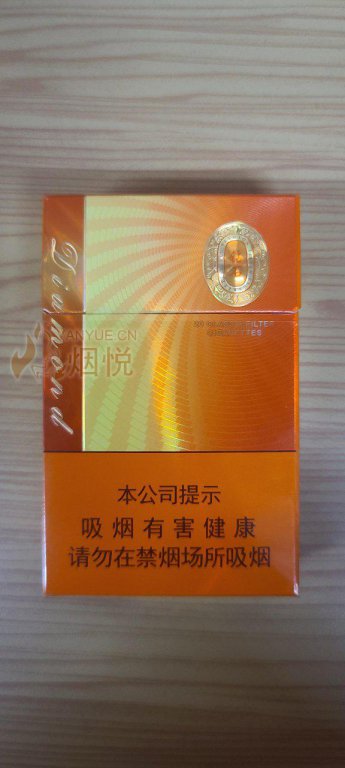 Diamond
20 CLASS A FILTER
CIGARETTES
YANYUE.CN
烟悦
本公司提示
吸烟有害健康
请勿在禁烟场所吸烟